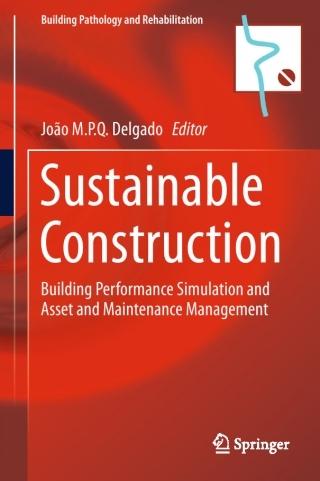 Building Pathology and Rehabilitation
João M.P.Q. Delgado Editor
Sustainable
Construction
Building Performance Simulation and
Asset and Maintenance Management
Springer